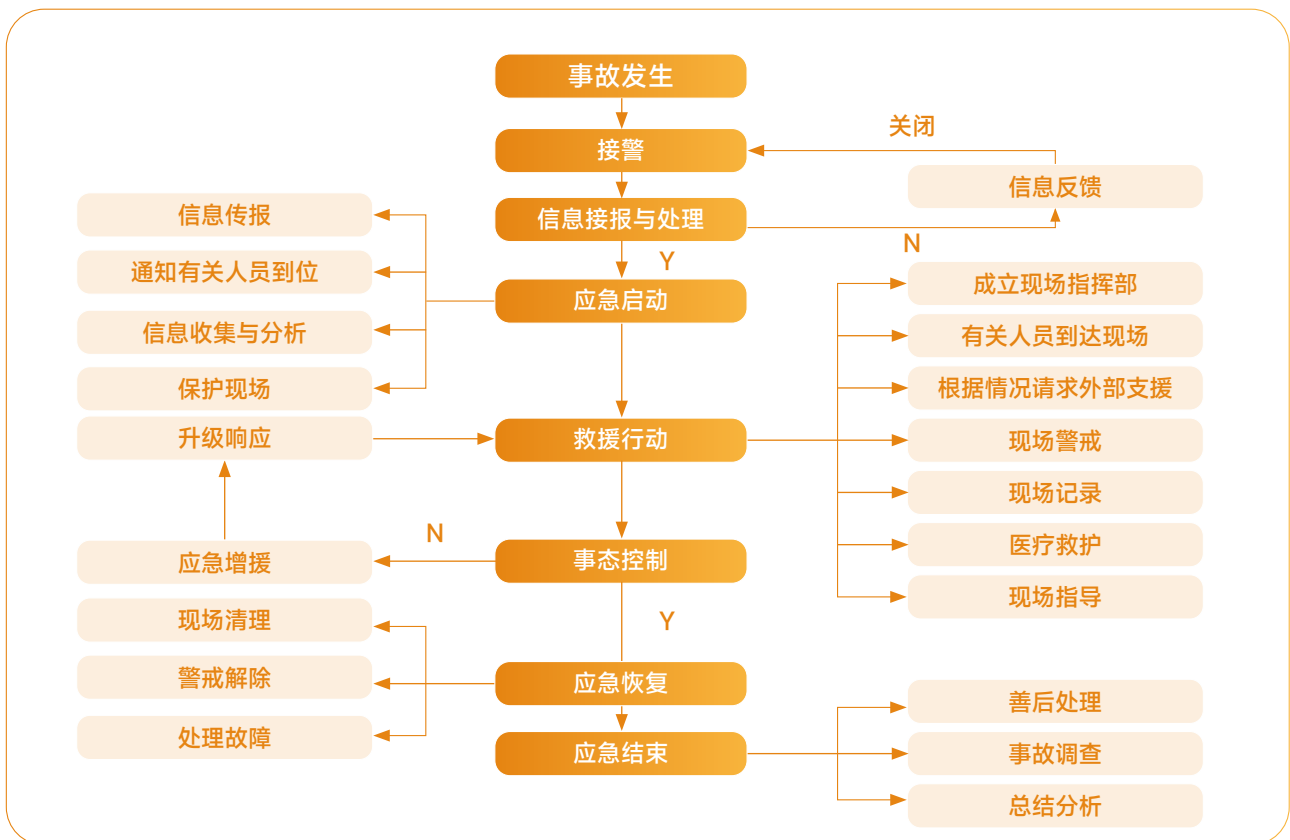 事故发生
接警
关闭
信息反馈
信息传报
信息接报与处理
N
Y
通知有关人员到位
应急启动
成立现场指挥部
信息收集与分析
有关人员到达现场
保护现场
根据情况请求外部支援
升级响应
救援行动
现场警戒
现场记录
N
应急增援
事态控制
医疗救护
现场清理
Y
现场指导
警戒解除
应急恢复
善后处理
处理故障
应急结束
事故调查
总结分析